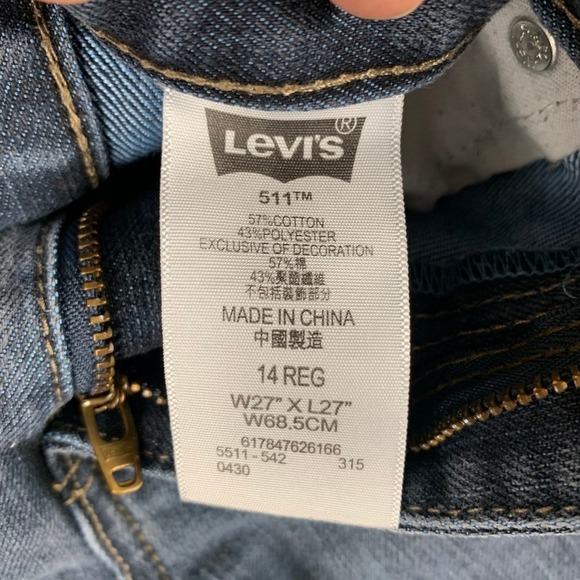 LEVI'S®
511™
57%COTTON
43%POLYESTER
EXCLUSIVE OF DECORATION
57%棉
43%聚酯纖維
不包括裝飾部分
MADE IN CHINA
中國製造
14 REG
W27" X L27"
W68.5CM
617847626166
5511-542 315
0430